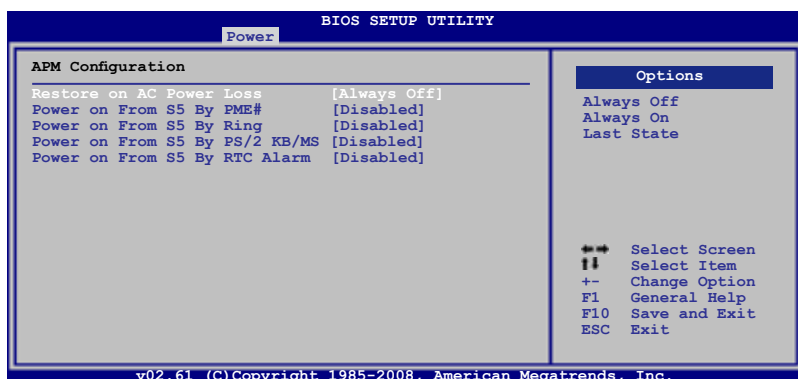 BIOS SETUP UTILITY
Power
APM Configuration
Restore on AC Power Loss [Always Off]
Power on From S5 By PME# [Disabled]
Power on From S5 By Ring [Disabled]
Power on From S5 By PS/2 KB/MS [Disabled]
Power on From S5 By RTC Alarm [Disabled]
Options
Always Off
Always On
Last State
Select Screen
Select Item
+- Change Option
F1 General Help
F10 Save and Exit
ESC Exit
v02.61 (C)Copyright 1985-2008, American Megatrends, Inc.